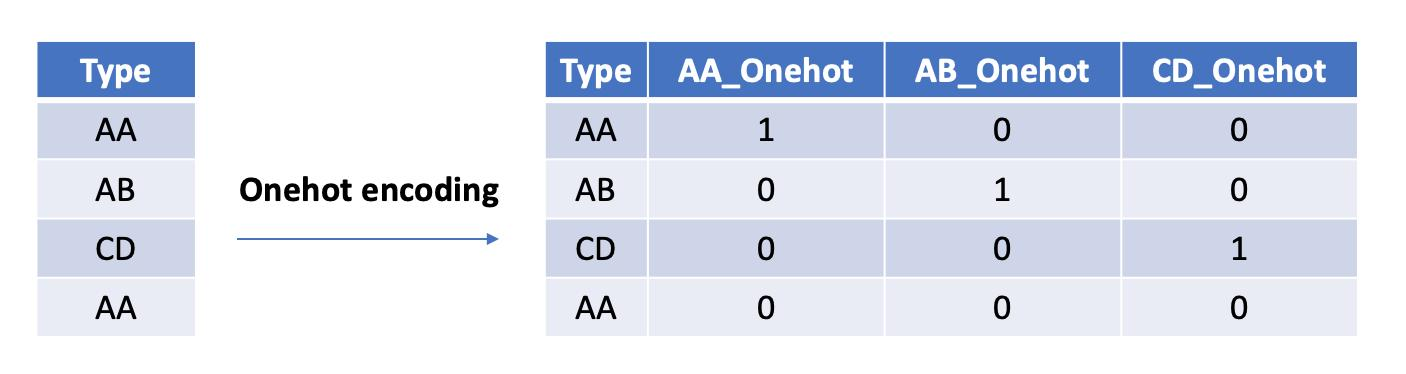 Type
AA
AB
CD
AA
Onehot encoding
Type AA_Onehot AB_Onehot CD_Onehot
AA 1 0 0
AB 0 1 0
CD 0 0 1
AA 0 0 0